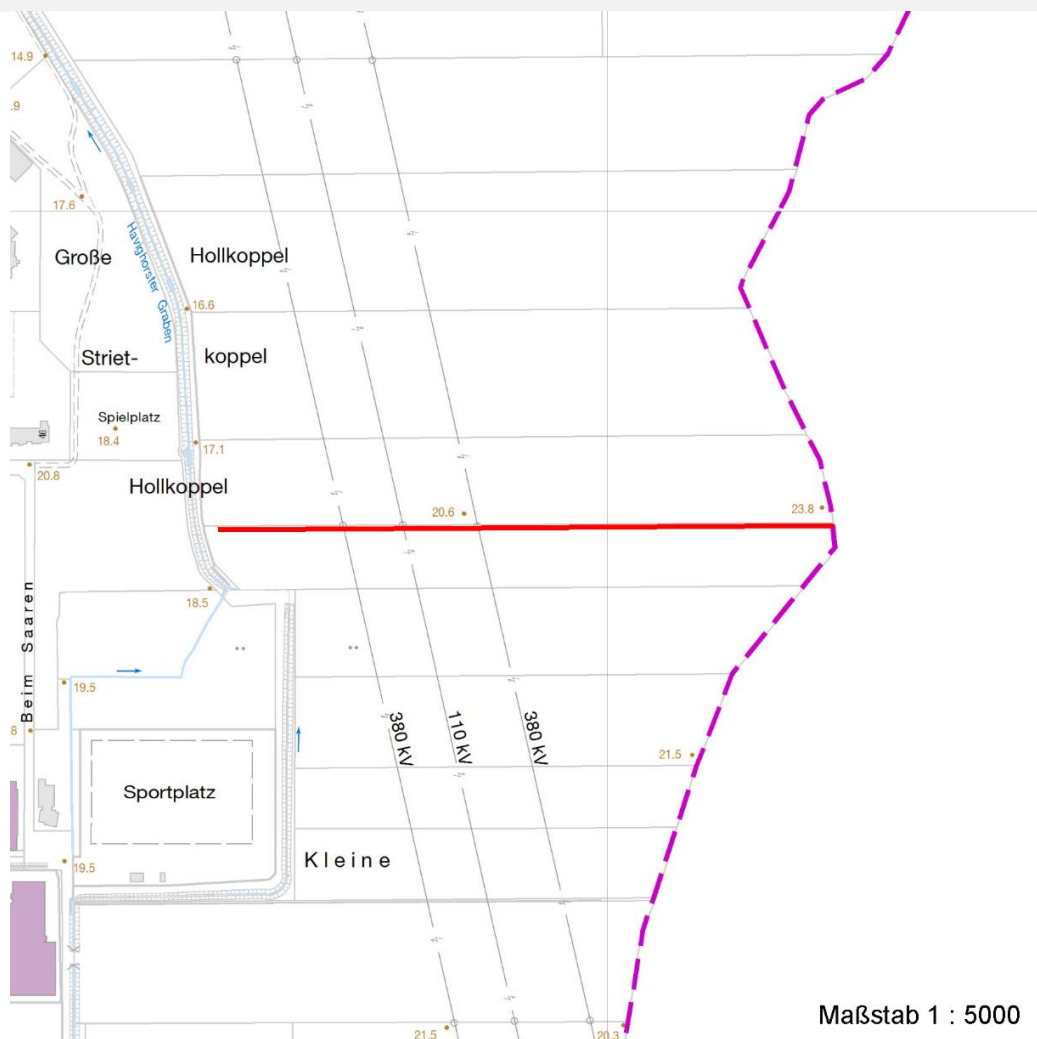 14.9
.9
17.6
Große
Hollkoppel
Havighorster Graben
16.6
Striet-
koppel
Spielplatz
18.4
46
17.1
20.8
Hollkoppel
20.6
23.8
18.5
Beim Saaren
19.5
8
380 kV
110 kV
380 kV
21.5
Sportplatz
19.5
Kleine
21.5
20.3
Maßstab 1 : 5000